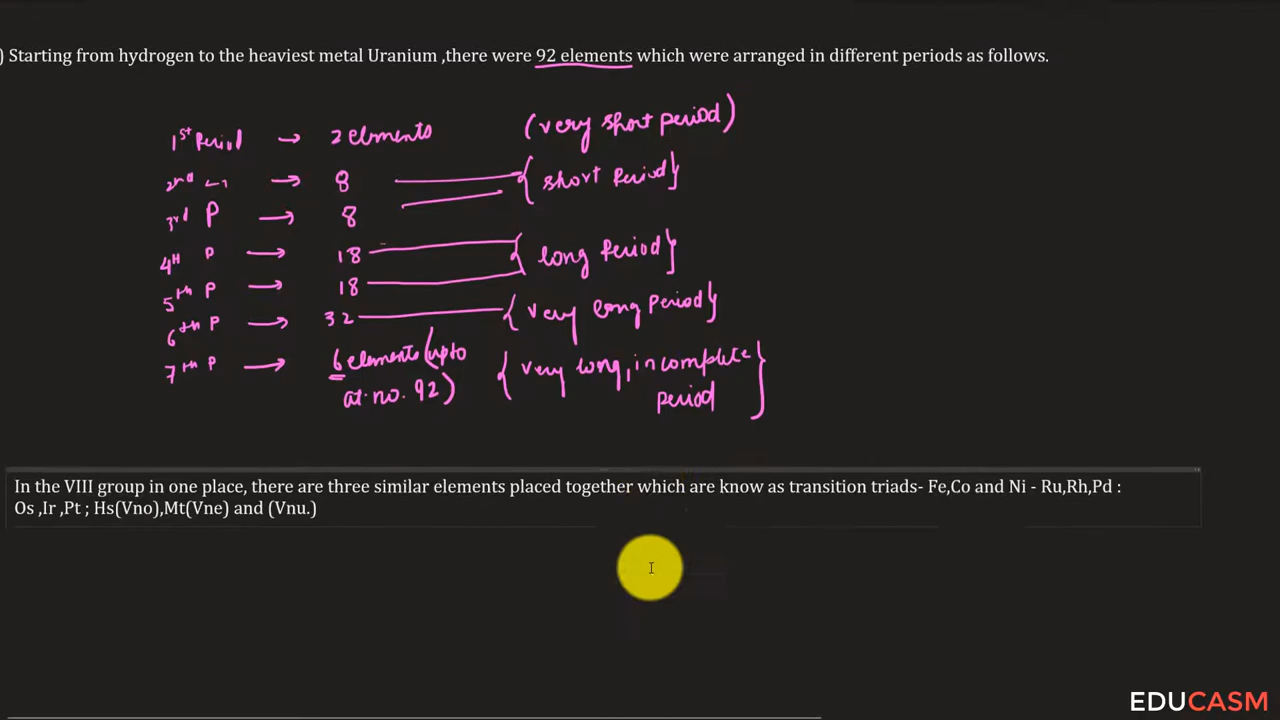 ) Starting from hydrogen to the heaviest metal Uranium ,there were 92 elements which were arranged in different periods as follows.
1st Period → 2 elments (very short period)
2nd → 8 { short Period }
3rd P → 8
4th P → 18 { long Period }
5th P → 18
6th P → 32 { very long Period }
7th P → 6 elements (upto { very long, incomplete
at. no. 92) period }
In the VIII group in one place, there are three similar elements placed together which are know as transition triads- Fe,Co and Ni - Ru,Rh,Pd :
Os ,Ir ,Pt ; Hs(Vno),Mt(Vne) and (Vnu.)
EDUCASM